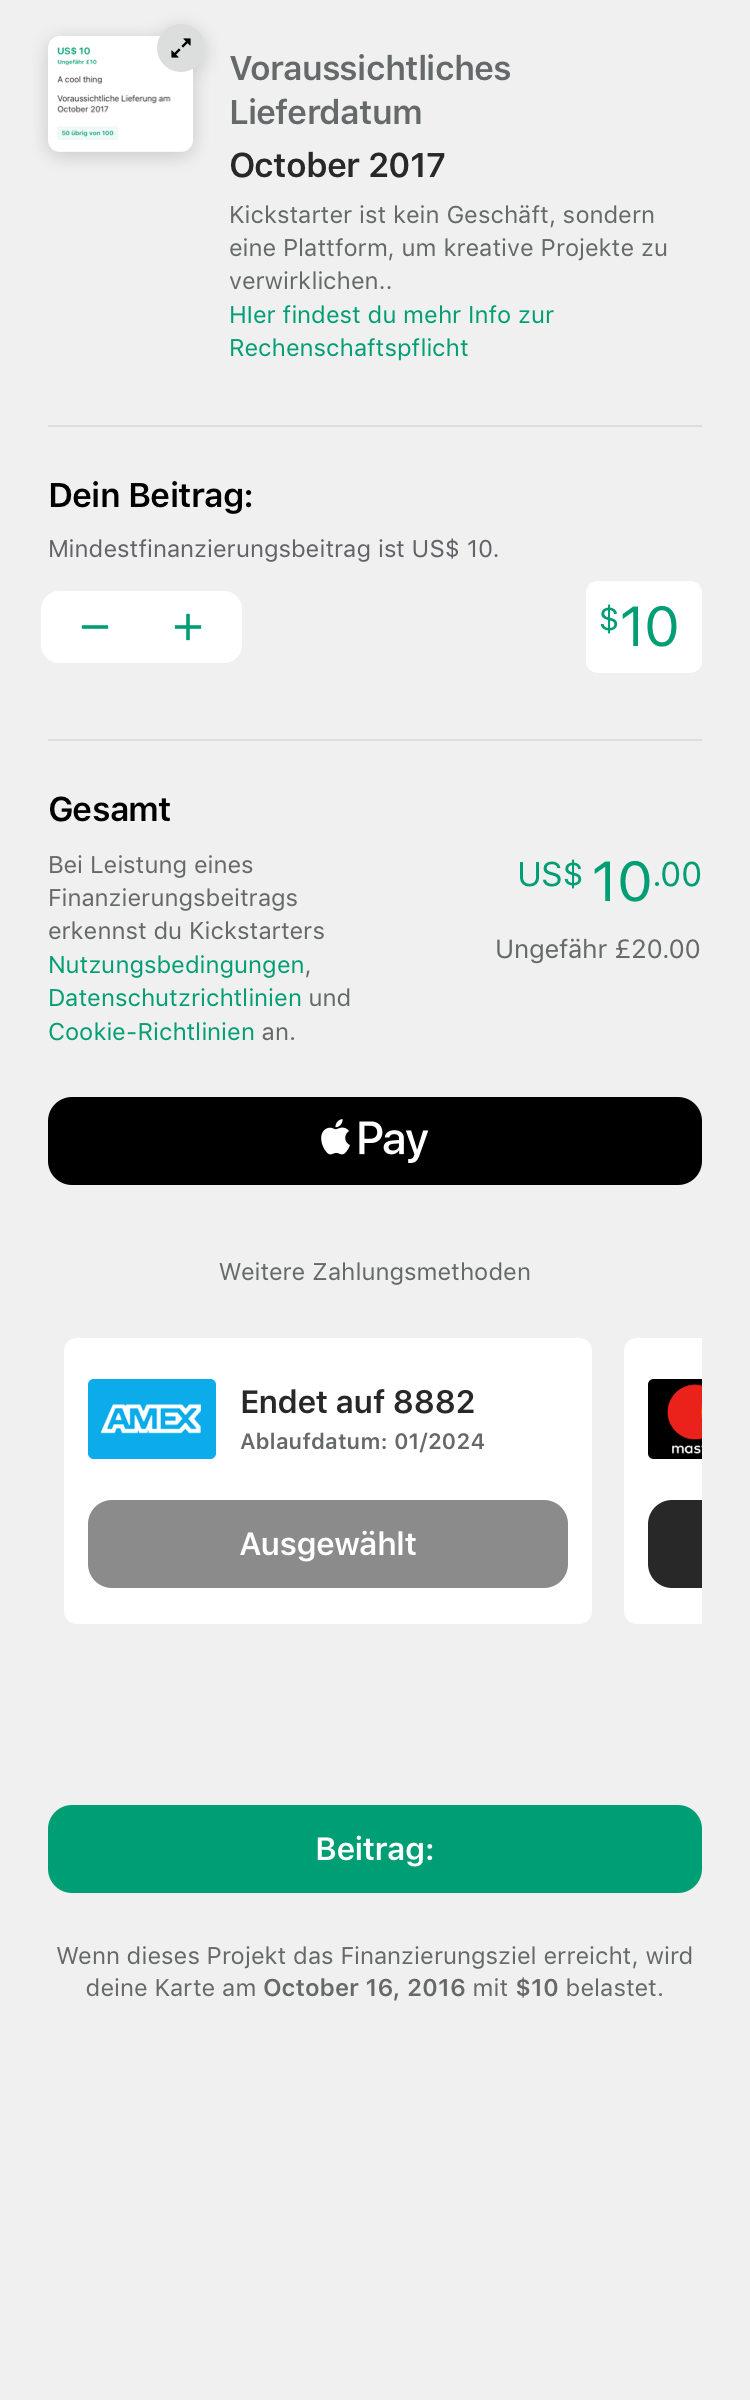 US$ 10
Ungefähr £10
A cool thing
Voraussichtliche Lieferung am
October 2017
50 übrig von 100
Voraussichtliches
Lieferdatum
October 2017
Kickstarter ist kein Geschäft, sondern
eine Plattform, um kreative Projekte zu
verwirklichen..
HIer findest du mehr Info zur
Rechenschaftspflicht
Dein Beitrag:
Mindestfinanzierungsbeitrag ist US$ 10.
− +
$10
Gesamt
Bei Leistung eines
Finanzierungsbeitrags
erkennst du Kickstarters
Nutzungsbedingungen,
Datenschutzrichtlinien und
Cookie-Richtlinien an.
US$ 10.00
Ungefähr £20.00
Pay
Weitere Zahlungsmethoden
AMEX
Endet auf 8882
Ablaufdatum: 01/2024
Ausgewählt
mas
Beitrag:
Wenn dieses Projekt das Finanzierungsziel erreicht, wird
deine Karte am October 16, 2016 mit $10 belastet.